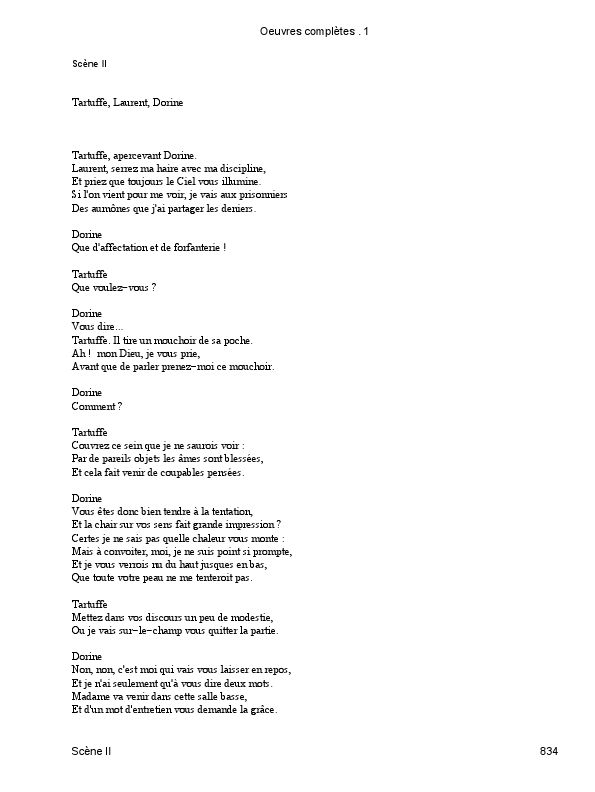 Oeuvres complètes . 1
Scène II
Tartuffe, Laurent, Dorine
Tartuffe, apercevant Dorine.
Laurent, serrez ma haire avec ma discipline,
Et priez que toujours le Ciel vous illumine.
Si l'on vient pour me voir, je vais aux prisonniers
Des aumônes que j'ai partager les deniers.
Dorine
Que d'affectation et de forfanterie !
Tartuffe
Que voulez-vous ?
Dorine
Vous dire...
Tartuffe. Il tire un mouchoir de sa poche.
Ah ! mon Dieu, je vous prie,
Avant que de parler prenez-moi ce mouchoir.
Dorine
Comment ?
Tartuffe
Couvrez ce sein que je ne saurois voir :
Par de pareils objets les âmes sont blessées,
Et cela fait venir de coupables pensées.
Dorine
Vous êtes donc bien tendre à la tentation,
Et la chair sur vos sens fait grande impression ?
Certes je ne sais pas quelle chaleur vous monte :
Mais à convoiter, moi, je ne suis point si prompte,
Et je vous verrois nu du haut jusques en bas,
Que toute votre peau ne me tenteroit pas.
Tartuffe
Mettez dans vos discours un peu de modestie,
Ou je vais sur-le-champ vous quitter la partie.
Dorine
Non, non, c'est moi qui vais vous laisser en repos,
Et je n'ai seulement qu'à vous dire deux mots.
Madame va venir dans cette salle basse,
Et d'un mot d'entretien vous demande la grâce.
Scène II
834